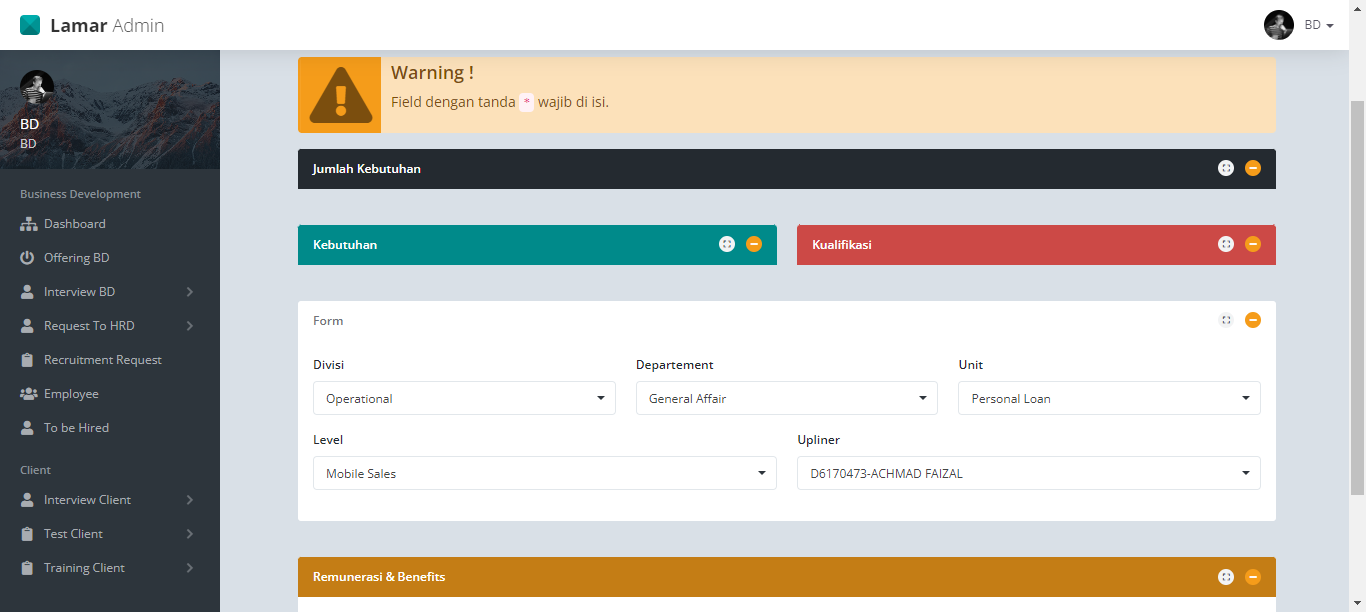 Lamar Admin
BD
BD
BD
Business Development
Dashboard
Offering BD
Interview BD
Request To HRD
Recruitment Request
Employee
To be Hired
Client
Interview Client
Test Client
Training Client
Warning !
Field dengan tanda * wajib di isi.
Jumlah Kebutuhan
Kebutuhan
Kualifikasi
Form
Divisi
Departement
Unit
Operational
General Affair
Personal Loan
Level
Upliner
Mobile Sales
D6170473-ACHMAD FAIZAL
Remunerasi & Benefits